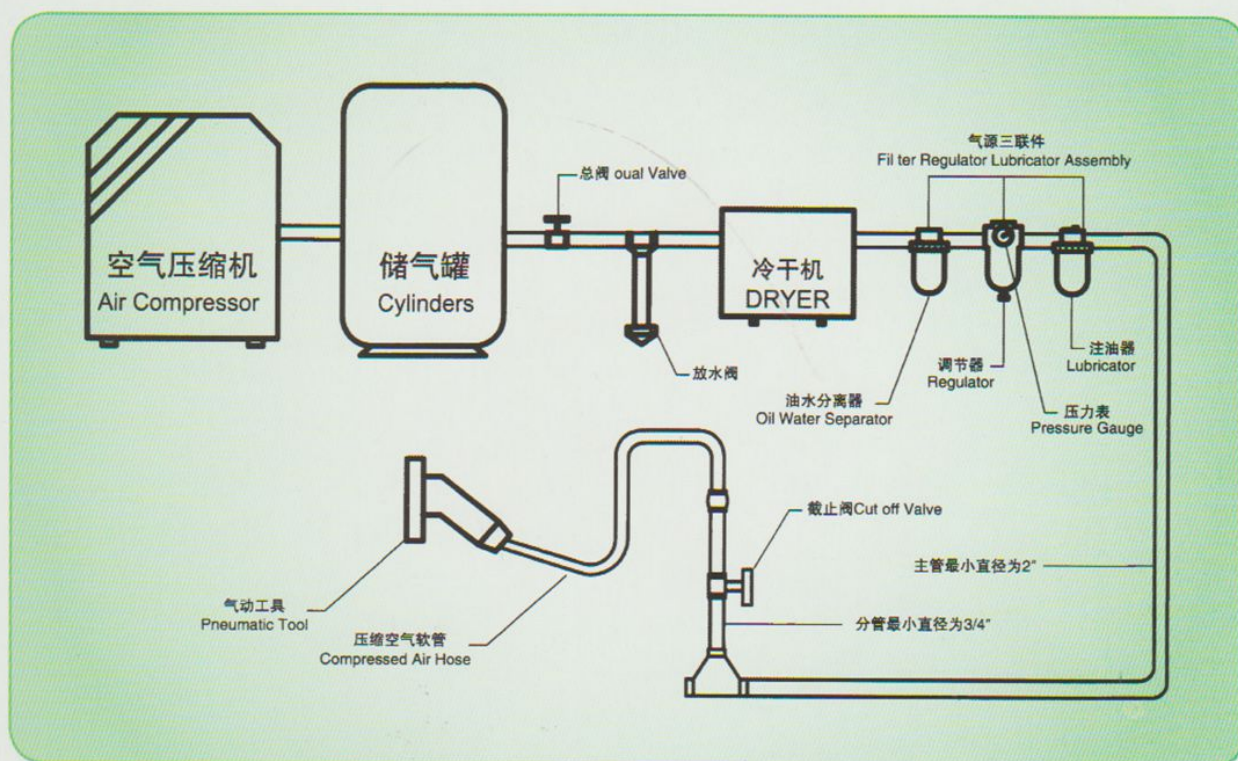 气源三联件
Fil ter Regulator Lubricator Assembly
总阀 oual Valve
空气压缩机
Air Compressor
储气罐
Cylinders
冷干机
DRYER
放水阀
油水分离器
Oil Water Separator
调节器
Regulator
注油器
Lubricator
压力表
Pressure Gauge
截止阀Cut off Valve
主管最小直径为2"
气动工具
Pneumatic Tool
压缩空气软管
Compressed Air Hose
分管最小直径为3/4"